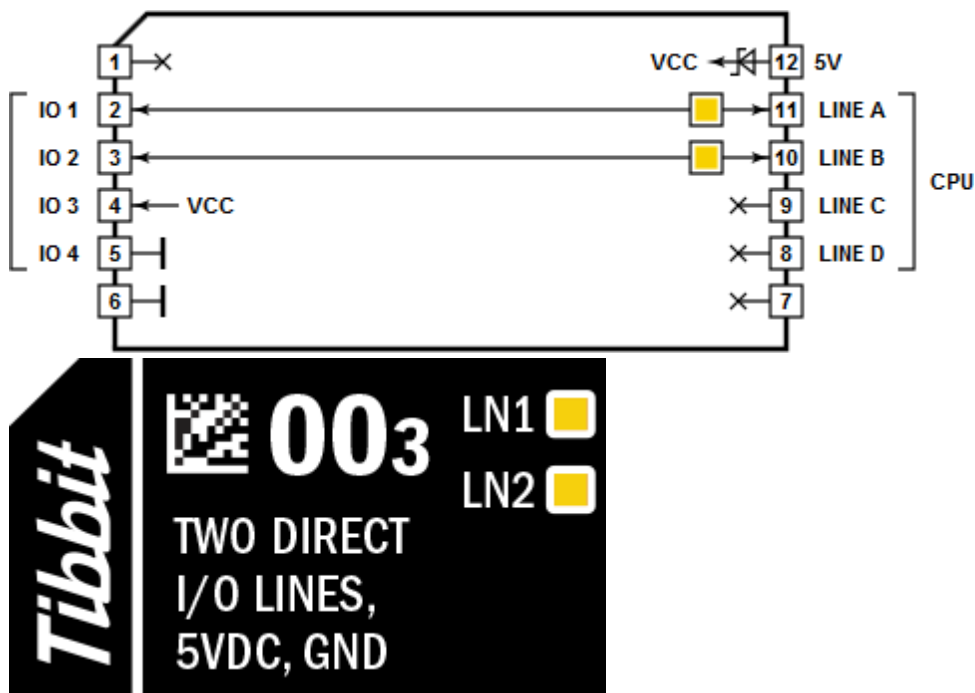 1 VCC 12 5V
IO 1 2 11 LINE A
IO 2 3 10 LINE B
CPU
IO 3 4 VCC 9 LINE C
IO 4 5 8 LINE D
6 7
Tibbit
003
LN1
LN2
TWO DIRECT
I/O LINES,
5VDC, GND